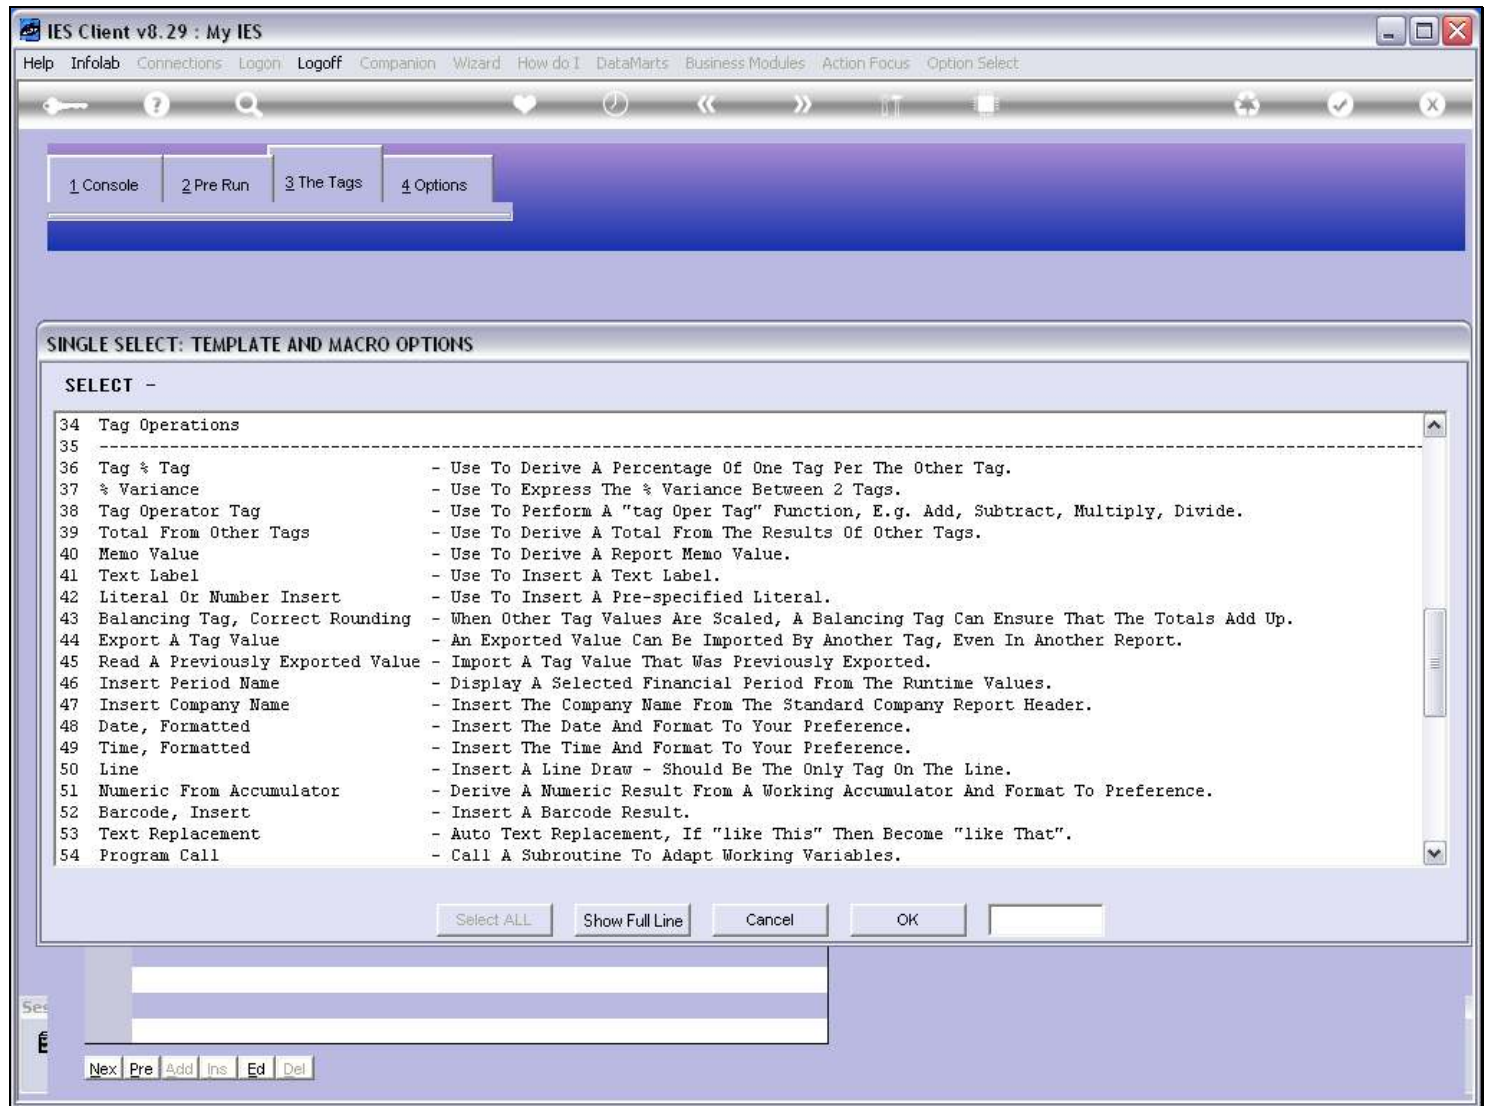 IES Client v8.29 : My IES
Help Infolab Connections Logon Logoff Companion Wizard How do I DataMarts Business Modules Action Focus Option Select
1 Console 2 Pre Run 3 The Tags 4 Options
SINGLE SELECT: TEMPLATE AND MACRO OPTIONS
SELECT -
34 Tag Operations
35 ------------------------------------------------------------------------------------------------------------------------------------
36 Tag % Tag - Use To Derive A Percentage Of One Tag Per The Other Tag.
37 % Variance - Use To Express The % Variance Between 2 Tags.
38 Tag Operator Tag - Use To Perform A "tag Oper Tag" Function, E.g. Add, Subtract, Multiply, Divide.
39 Total From Other Tags - Use To Derive A Total From The Results Of Other Tags.
40 Memo Value - Use To Derive A Report Memo Value.
41 Text Label - Use To Insert A Text Label.
42 Literal Or Number Insert - Use To Insert A Pre-specified Literal.
43 Balancing Tag, Correct Rounding - When Other Tag Values Are Scaled, A Balancing Tag Can Ensure That The Totals Add Up.
44 Export A Tag Value - An Exported Value Can Be Imported By Another Tag, Even In Another Report.
45 Read A Previously Exported Value - Import A Tag Value That Was Previously Exported.
46 Insert Period Name - Display A Selected Financial Period From The Runtime Values.
47 Insert Company Name - Insert The Company Name From The Standard Company Report Header.
48 Date, Formatted - Insert The Date And Format To Your Preference.
49 Time, Formatted - Insert The Time And Format To Your Preference.
50 Line - Insert A Line Draw - Should Be The Only Tag On The Line.
51 Numeric From Accumulator - Derive A Numeric Result From A Working Accumulator And Format To Preference.
52 Barcode, Insert - Insert A Barcode Result.
53 Text Replacement - Auto Text Replacement, If "like This" Then Become "like That".
54 Program Call - Call A Subroutine To Adapt Working Variables.
Select ALL Show Full Line Cancel OK
Ses
Nex Pre Add Ins Ed Del